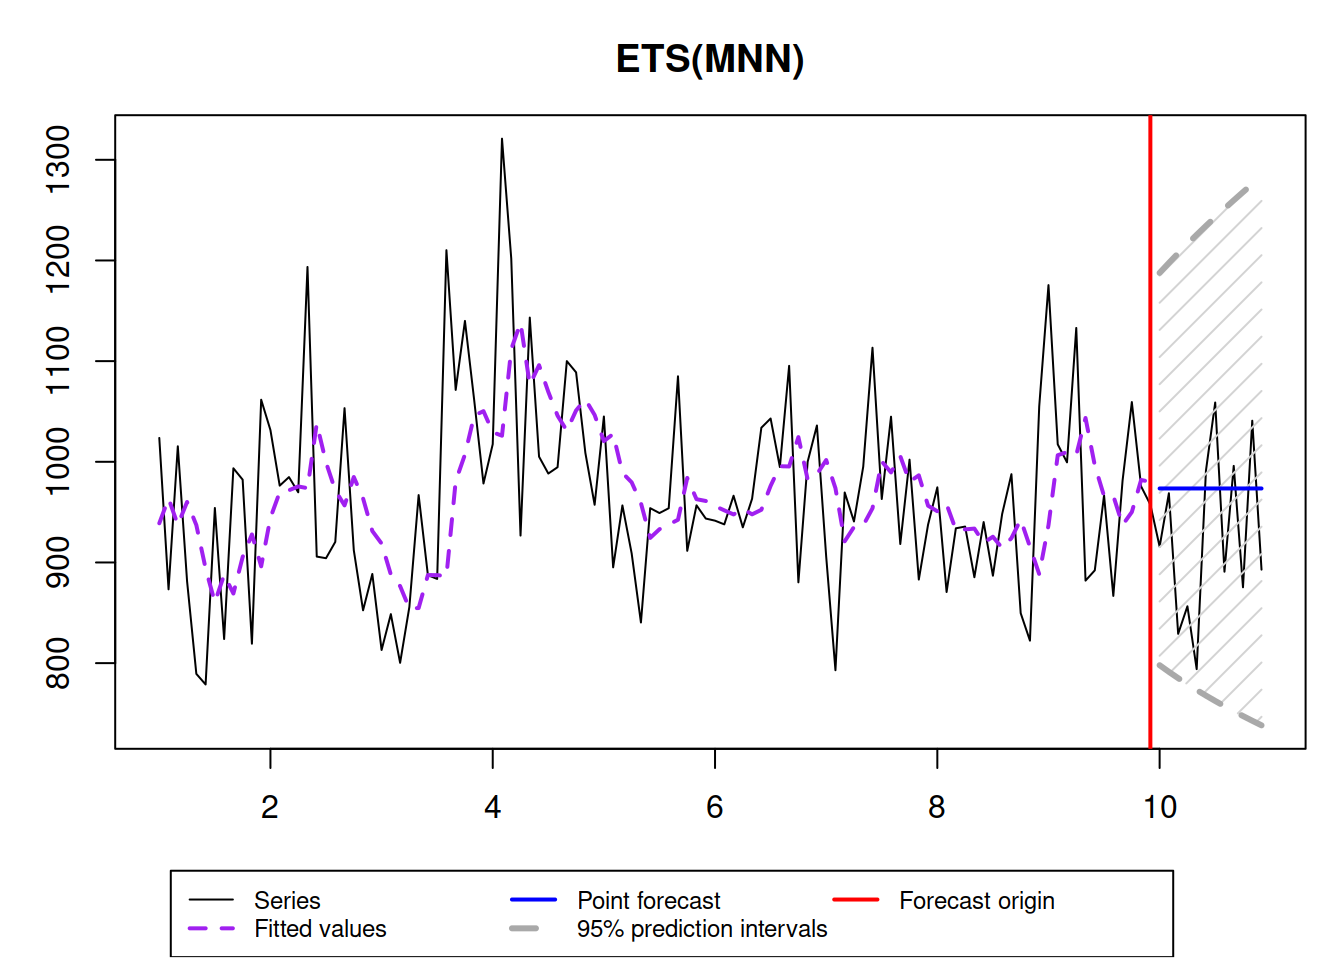 ETS(MNN)
1300
1200
1100
1000
900
800
2 4 6 8 10
Series Point forecast Forecast origin
Fitted values 95% prediction intervals